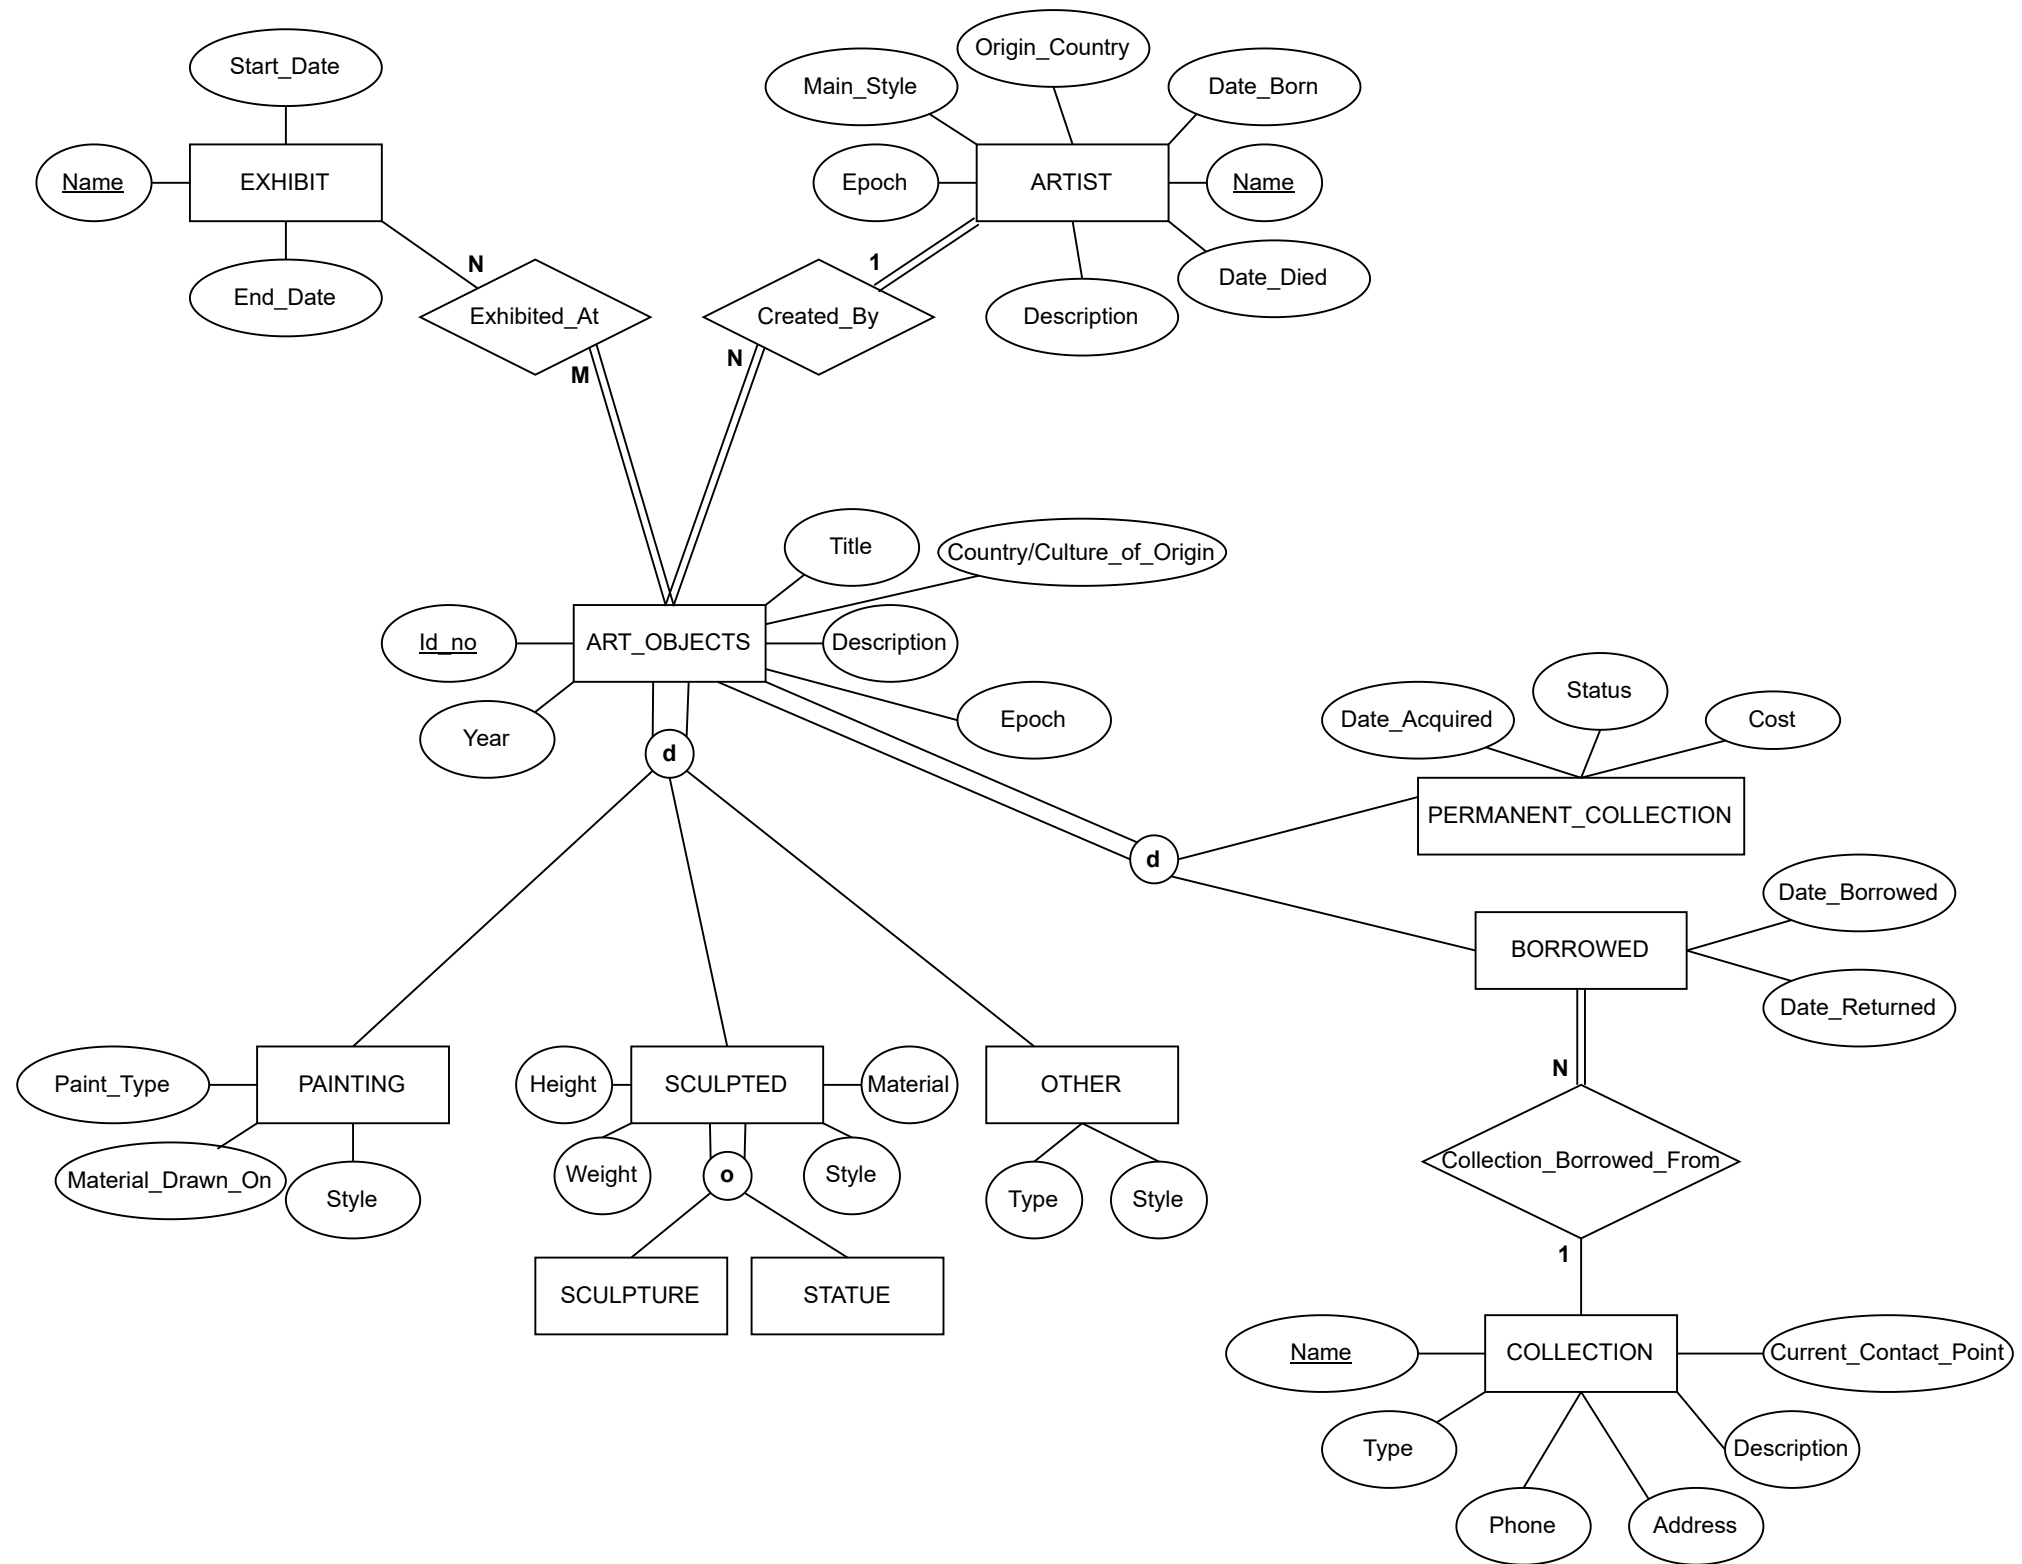 Start_Date
Name
EXHIBIT
End_Date
N
Exhibited_At
M
Origin_Country
Main_Style
Date_Born
Epoch
ARTIST
Name
Date_Died
Description
1
Created_By
N
Title
Country/Culture_of_Origin
Id_no
ART_OBJECTS
Description
Year
Epoch
d
Date_Acquired
Status
Cost
PERMANENT_COLLECTION
d
BORROWED
Date_Borrowed
Date_Returned
Paint_Type
PAINTING
Material_Drawn_On
Style
Height
SCULPTED
Material
Weight
o
Style
SCULPTURE
STATUE
OTHER
Type
Style
N
Collection_Borrowed_From
1
Name
COLLECTION
Current_Contact_Point
Type
Description
Phone
Address